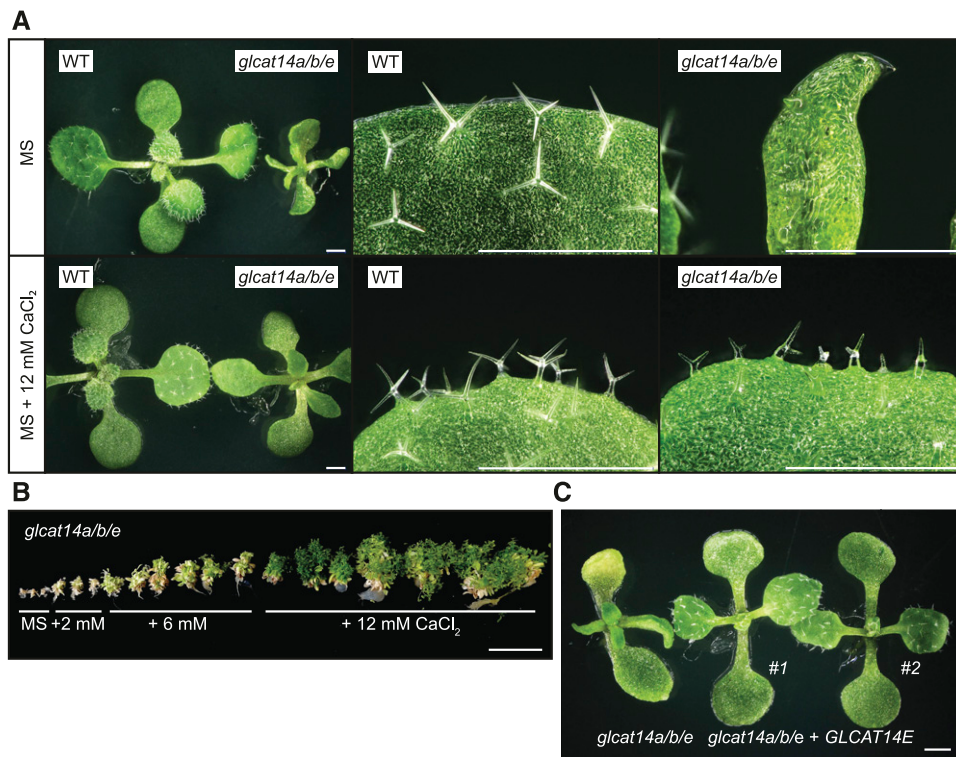 A
MS
WT
glcat14a/b/e
WT
glcat14a/b/e
MS + 12 mM CaCl₂
WT
glcat14a/b/e
WT
glcat14a/b/e
B
glcat14a/b/e
MS +2 mM + 6 mM + 12 mM CaCl₂
C
#1 #2
glcat14a/b/e glcat14a/b/e + GLCAT14E